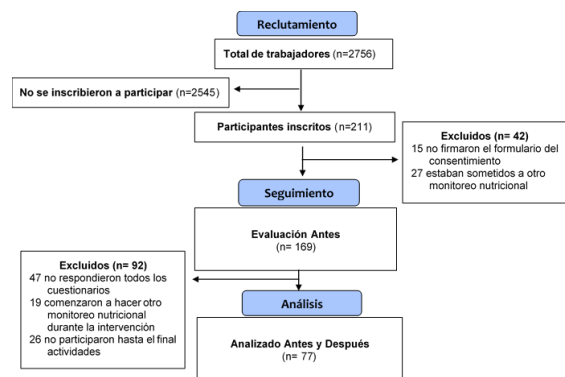 Reclutamiento
Total de trabajadores (n=2756)
No se inscribieron a participar (n=2545)
Participantes inscritos (n=211)
Excluidos (n= 42)
15 no firmaron el formulario del
consentimiento
27 estaban sometidos a otro
monitoreo nutricional
Seguimiento
Evaluación Antes
(n= 169)
Excluidos (n= 92)
47 no respondieron todos los
cuestionarios
19 comenzaron a hacer otro
monitoreo nutricional
durante la intervención
26 no participaron hasta el final
actividades
Análisis
Analizado Antes y Después
(n= 77)